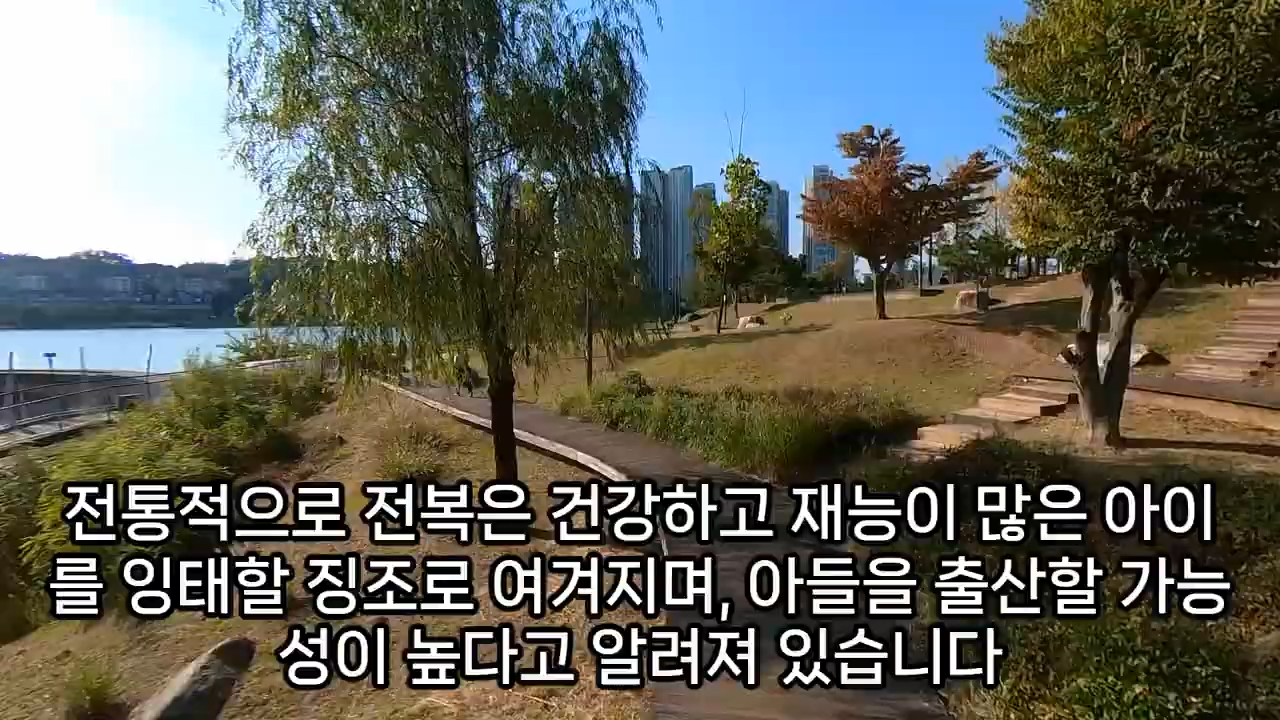 전통적으로 전복은 건강하고 재능이 많은 아이
를 잉태할 징조로 여겨지며, 아들을 출산할 가능
성이 높다고 알려져 있습니다